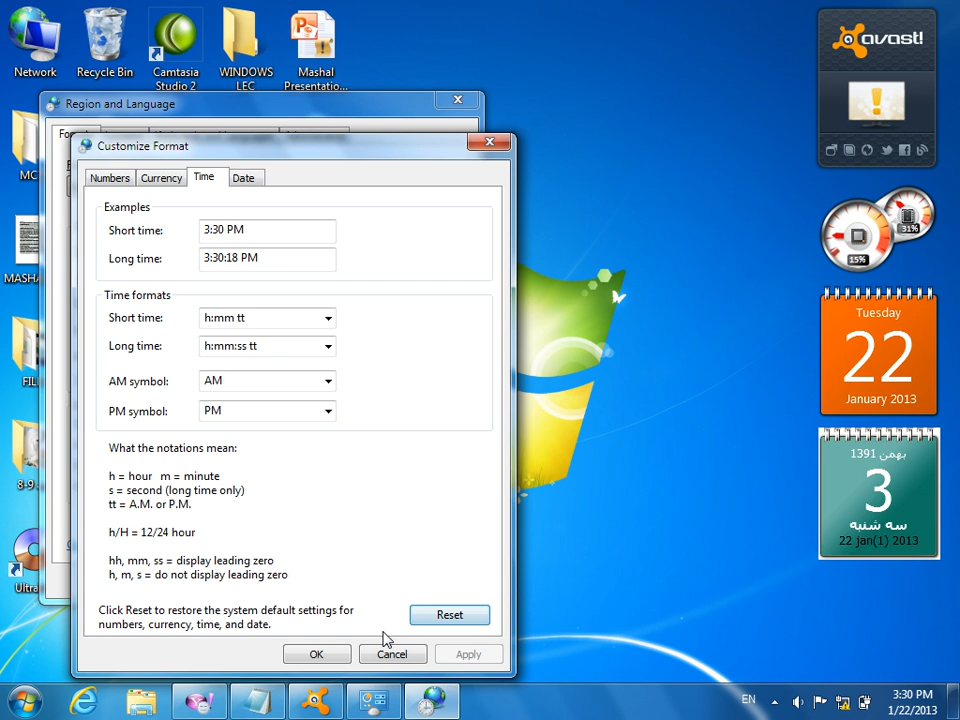 Network
Recycle Bin
Camtasia
Studio 2
WINDOWS
LEC
Mashal
Presentatio...
avast!
Region and Language
Customize Format
Numbers
Currency
Time
Date
Examples
Short time:
3:30 PM
Long time:
3:30:18 PM
Time formats
Short time:
h:mm tt
Long time:
h:mm:ss tt
AM symbol:
AM
PM symbol:
PM
What the notations mean:
h = hour m = minute
s = second (long time only)
tt = A.M. or P.M.
h/H = 12/24 hour
hh, mm, ss = display leading zero
h, m, s = do not display leading zero
Click Reset to restore the system default settings for
numbers, currency, time, and date.
Reset
OK
Cancel
Apply
MC
MASHA
FIL
8-9
Ultra
15%
31%
Tuesday
22
January 2013
بهمن 1391
3
سه شنبه
22 jan(1) 2013
EN
3:30 PM
1/22/2013